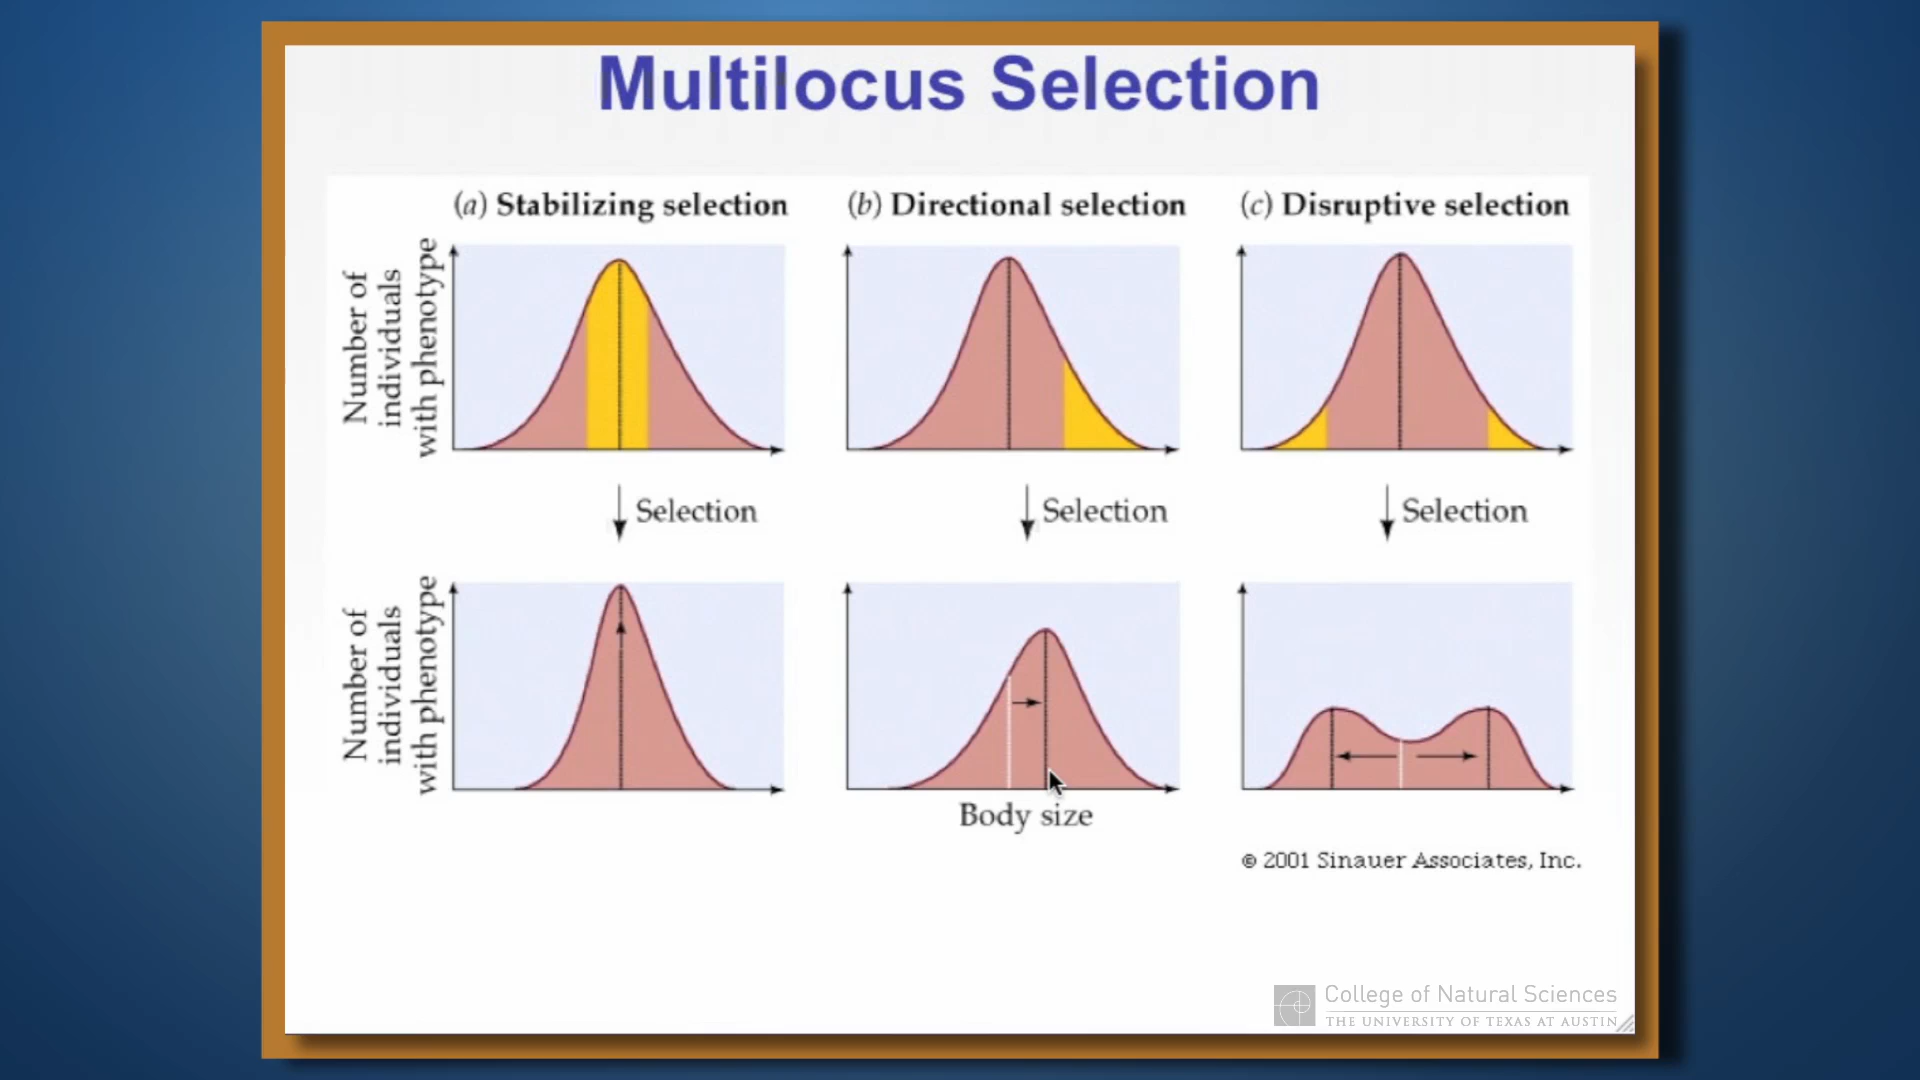 Multilocus Selection
(a) Stabilizing selection
(b) Directional selection
(c) Disruptive selection
Number of
individuals
with phenotype
Selection
Selection
Selection
Number of
individuals
with phenotype
Body size
© 2001 Sinauer Associates, Inc.
College of Natural Sciences
THE UNIVERSITY OF TEXAS AT AUSTIN